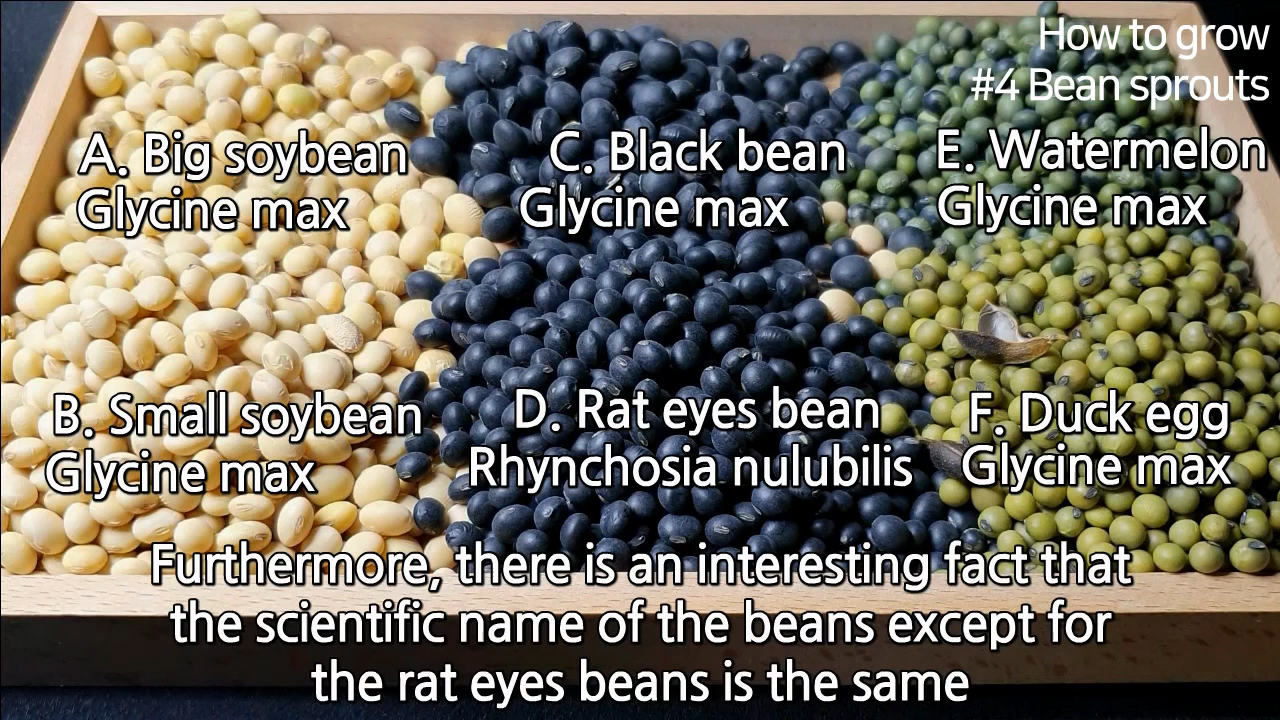 How to grow
#4 Bean sprouts
A. Big soybean
Glycine max
C. Black bean
Glycine max
E. Watermelon
Glycine max
B. Small soybean
Glycine max
D. Rat eyes bean
Rhynchosia nulubilis
F. Duck egg
Glycine max
Furthermore, there is an interesting fact that
the scientific name of the beans except for
the rat eyes beans is the same